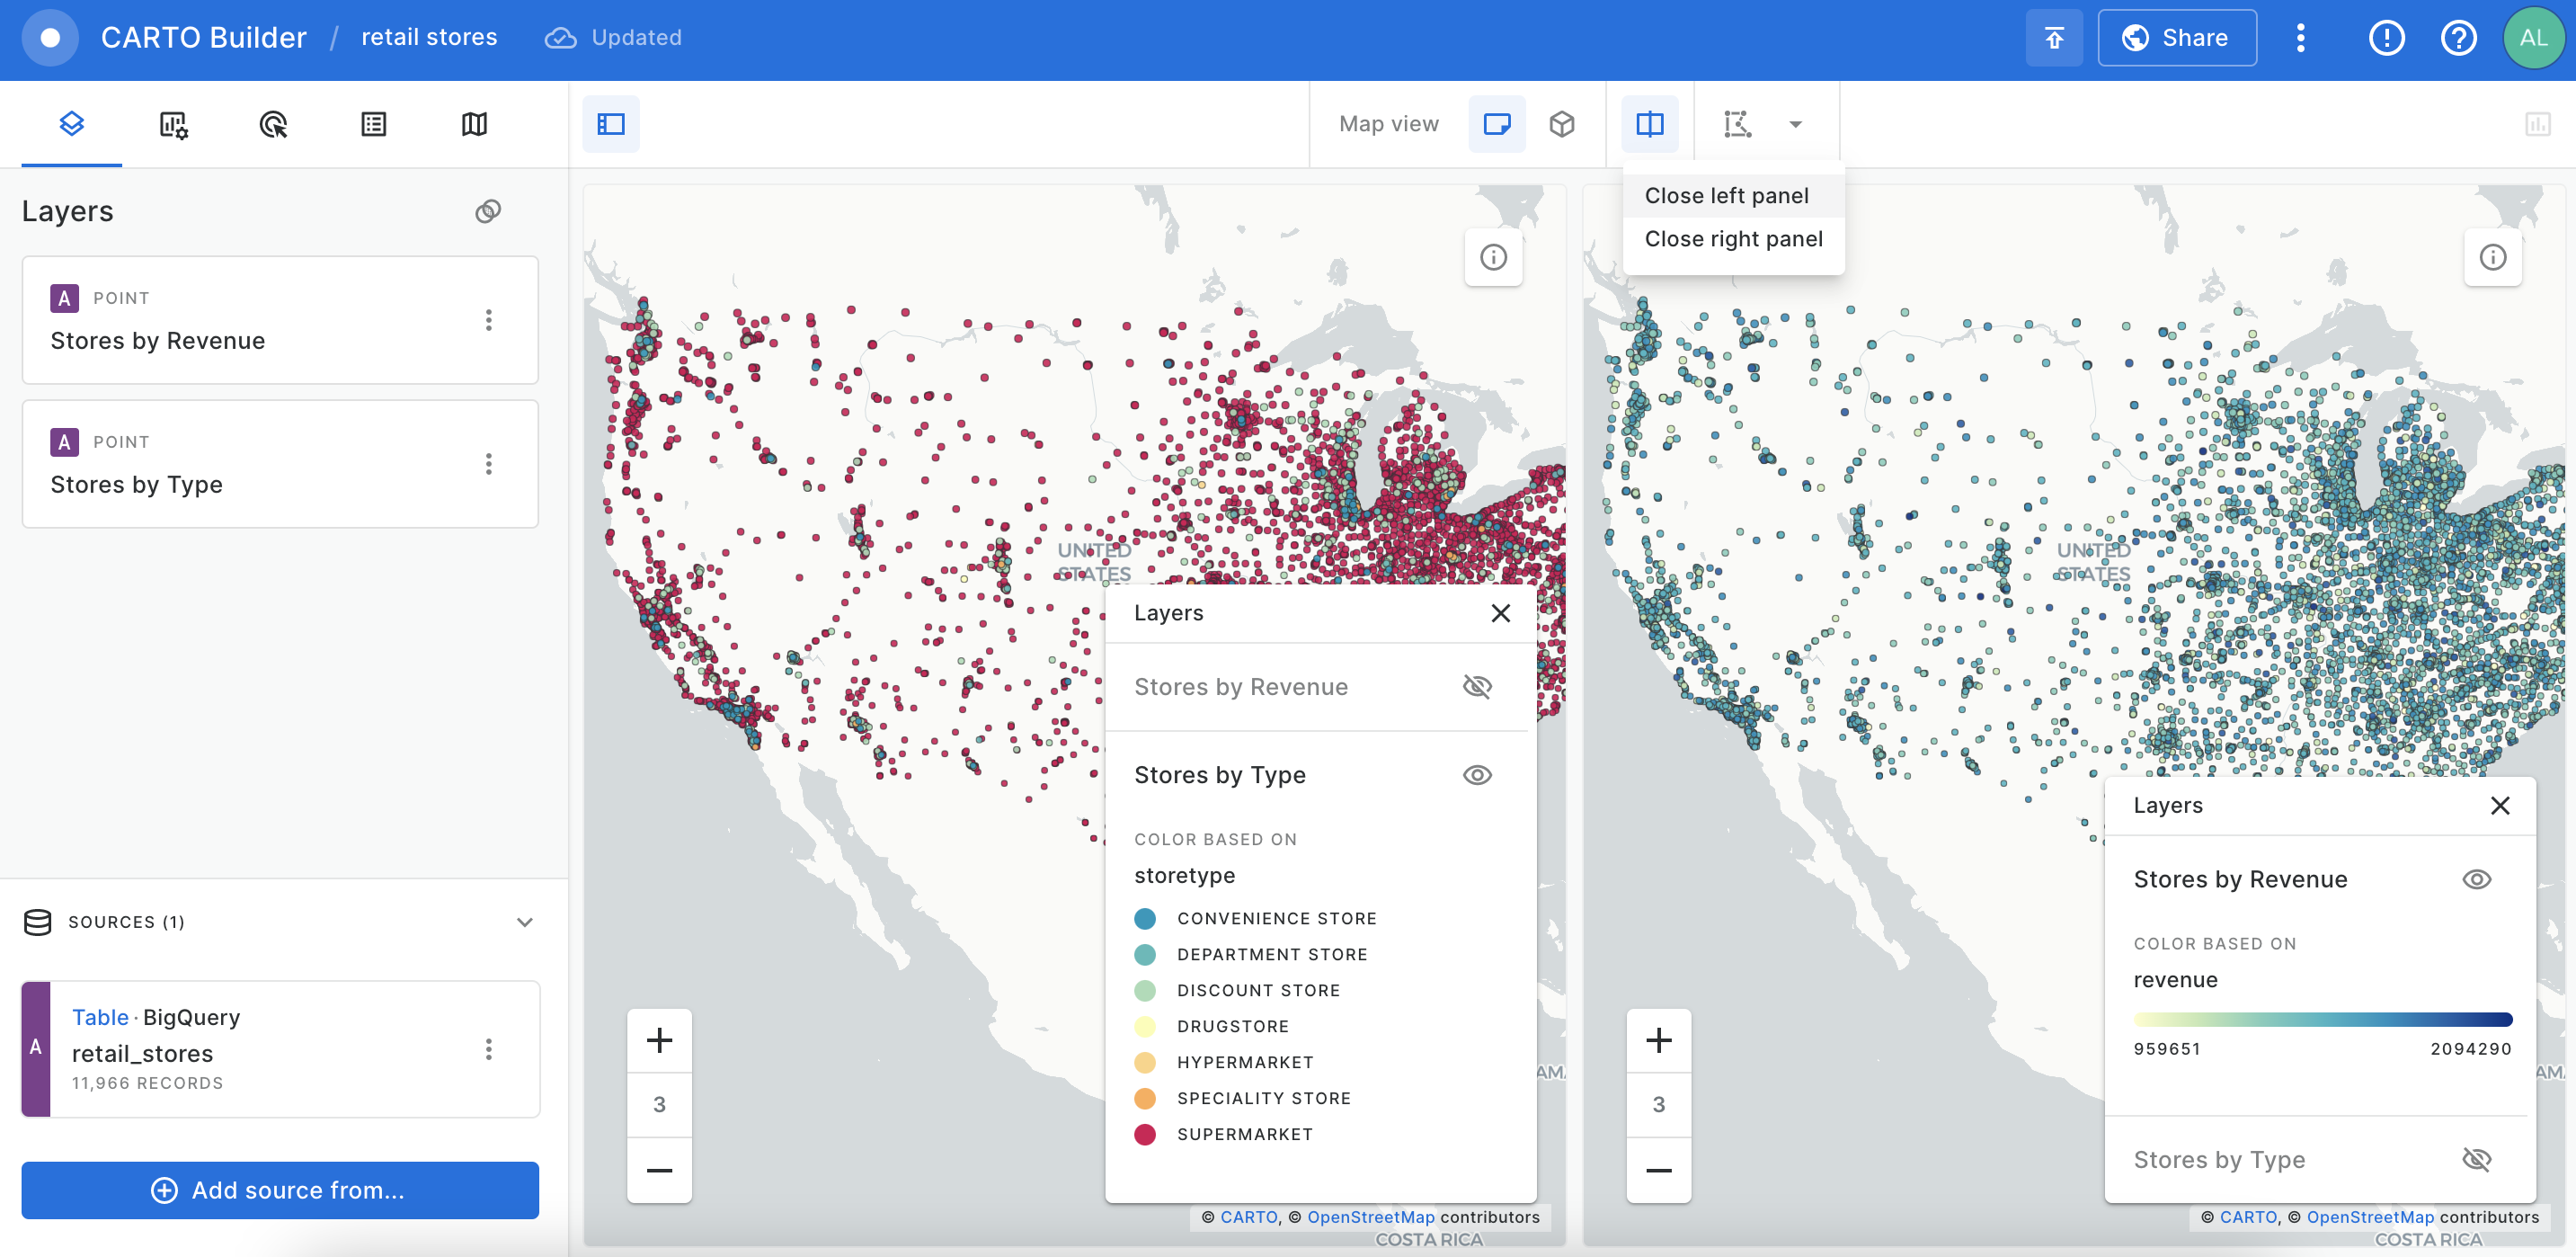 CARTO Builder / retail stores Updated
Share
AL
Map view
Close left panel
Close right panel
Layers
A POINT
Stores by Revenue
A POINT
Stores by Type
SOURCES (1)
A
Table · BigQuery
retail_stores
11,966 RECORDS
Add source from...
UNITED
STATES
Layers
Stores by Revenue
Stores by Type
COLOR BASED ON
storetype
CONVENIENCE STORE
DEPARTMENT STORE
DISCOUNT STORE
DRUGSTORE
HYPERMARKET
SPECIALITY STORE
SUPERMARKET
3
© CARTO, © OpenStreetMap contributors
COSTA RICA
UNITED
STATES
Layers
Stores by Revenue
COLOR BASED ON
revenue
959651 2094290
Stores by Type
3
© CARTO, © OpenStreetMap contributors
COSTA RICA